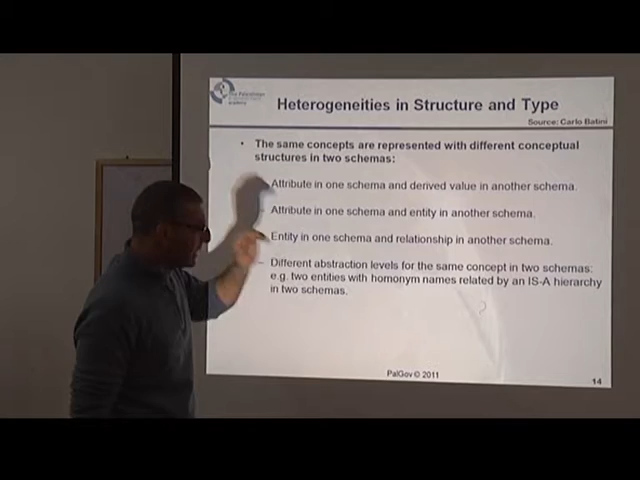 Heterogeneities in Structure and Type
Source: Carlo Batini
• The same concepts are represented with different conceptual
structures in two schemas:
Attribute in one schema and derived value in another schema.
– Attribute in one schema and entity in another schema.
Entity in one schema and relationship in another schema.
– Different abstraction levels for the same concept in two schemas:
e.g. two entities with homonym names related by an IS-A hierarchy
in two schemas.
PalGov © 2011
14